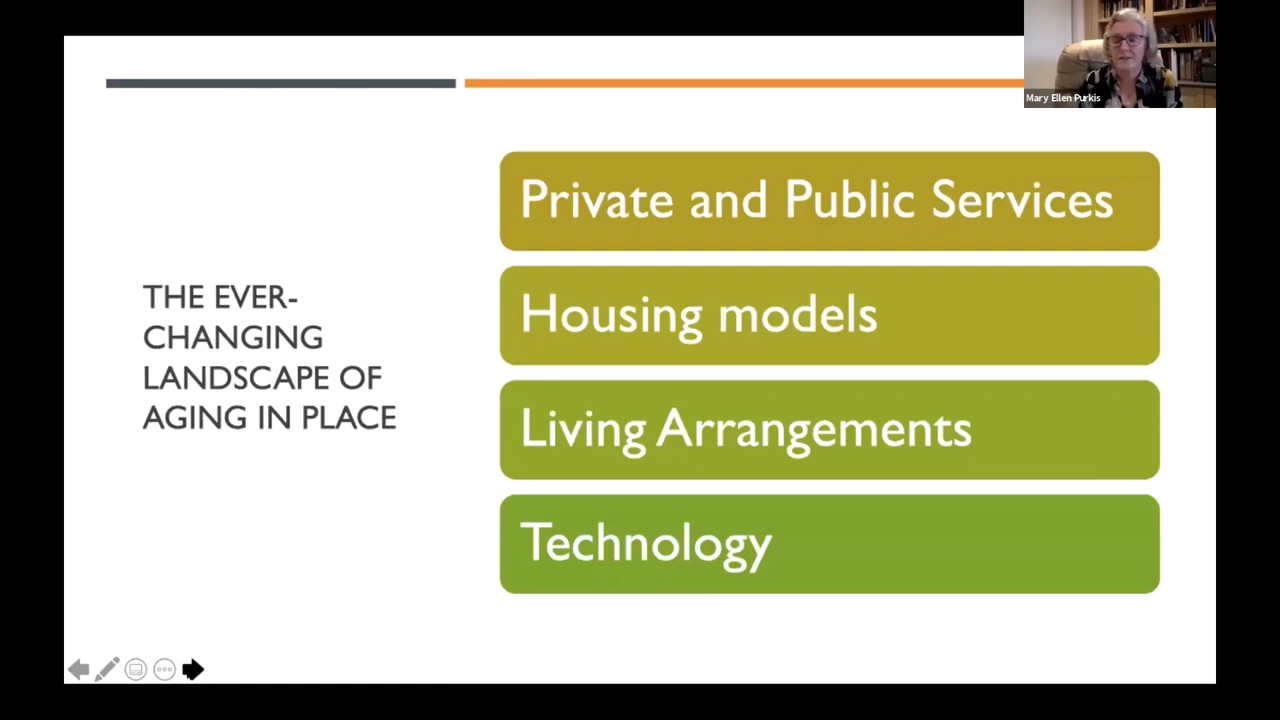 Mary Ellen Purkis
THE EVER-
CHANGING
LANDSCAPE OF
AGING IN PLACE
Private and Public Services
Housing models
Living Arrangements
Technology